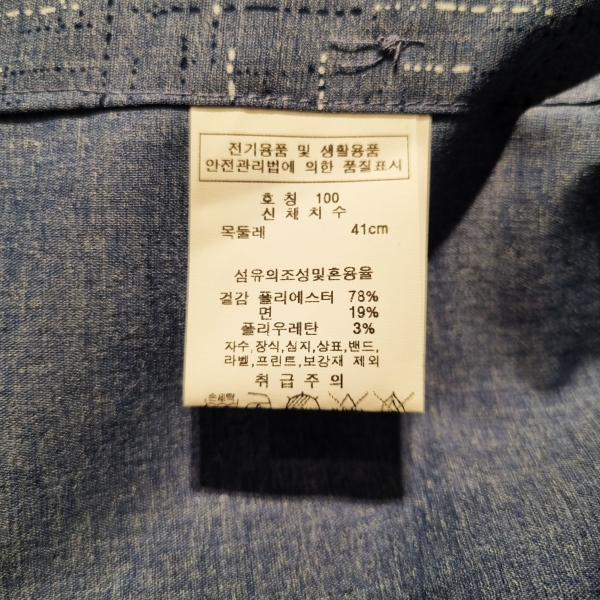 전기용품 및 생활용품
안전관리법에 의한 품질표시
호 칭 100
신 체 치 수
목둘레 41cm
섬유의조성및혼용율
겉감 폴리에스터 78%
면 19%
폴리우레탄 3%
자수,장식,심지,상표,밴드,
라벨,프린트,보강재 제외
취 급 주 의
손세탁